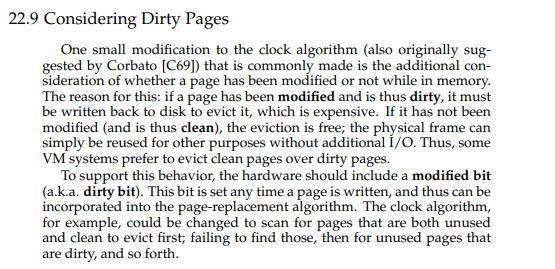 22.9 Considering Dirty Pages
One small modification to the clock algorithm (also originally sug-
gested by Corbato [C69]) that is commonly made is the additional con-
sideration of whether a page has been modified or not while in memory.
The reason for this: if a page has been modified and is thus dirty, it must
be written back to disk to evict it, which is expensive. If it has not been
modified (and is thus clean), the eviction is free; the physical frame can
simply be reused for other purposes without additional I/O. Thus, some
VM systems prefer to evict clean pages over dirty pages.
To support this behavior, the hardware should include a modified bit
(a.k.a. dirty bit). This bit is set any time a page is written, and thus can be
incorporated into the page-replacement algorithm. The clock algorithm,
for example, could be changed to scan for pages that are both unused
and clean to evict first; failing to find those, then for unused pages that
are dirty, and so forth.